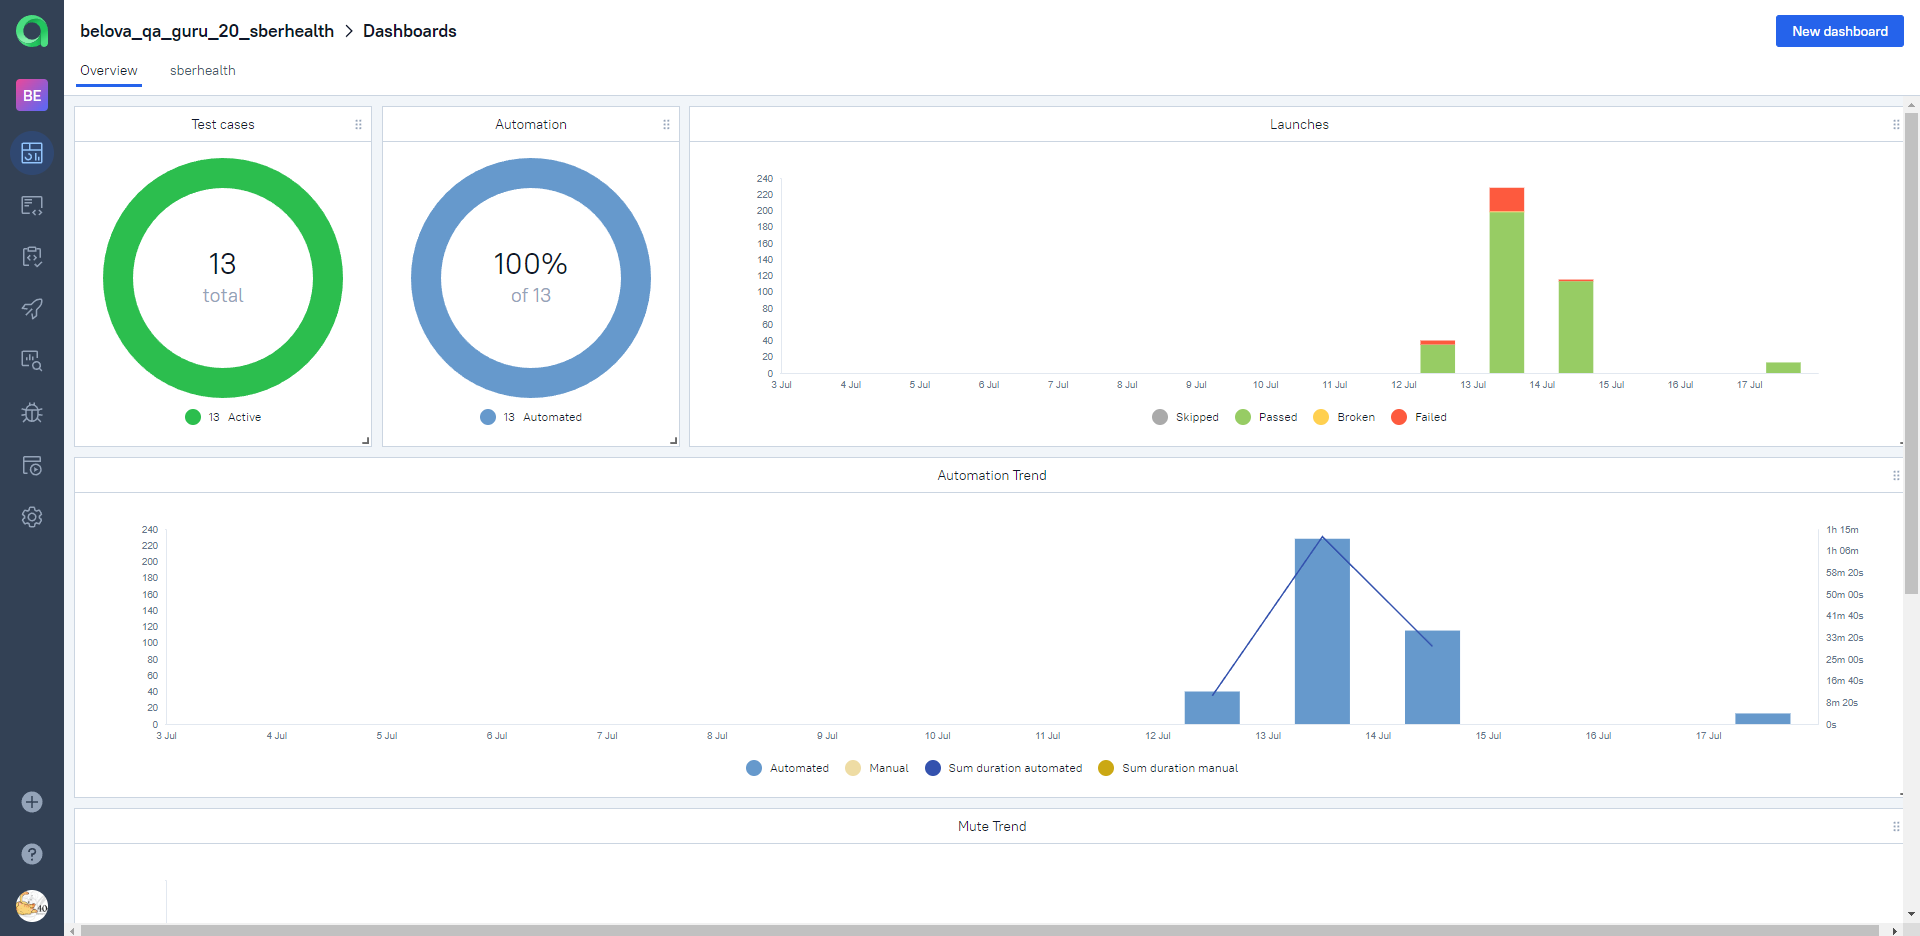 belova_qa_guru_20_sberhealth > Dashboards
New dashboard
Overview
sberhealth
BE
Test cases
13
total
13 Active
Automation
100%
of 13
13 Automated
Launches
240
220
200
180
160
140
120
100
80
60
40
20
0
3 Jul
4 Jul
5 Jul
6 Jul
7 Jul
8 Jul
9 Jul
10 Jul
11 Jul
12 Jul
13 Jul
14 Jul
15 Jul
16 Jul
17 Jul
Skipped
Passed
Broken
Failed
Automation Trend
240
220
200
180
160
140
120
100
80
60
40
20
0
1h 15m
1h 06m
58m 20s
50m 00s
41m 40s
33m 20s
25m 00s
16m 40s
8m 20s
0s
3 Jul
4 Jul
5 Jul
6 Jul
7 Jul
8 Jul
9 Jul
10 Jul
11 Jul
12 Jul
13 Jul
14 Jul
15 Jul
16 Jul
17 Jul
Automated
Manual
Sum duration automated
Sum duration manual
Mute Trend